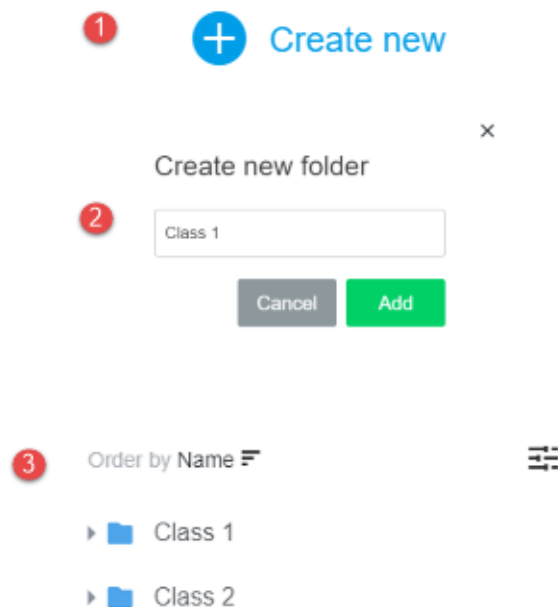 1
Create new
×
Create new folder
2
Class 1
Cancel Add
3
Order by Name
Class 1
Class 2